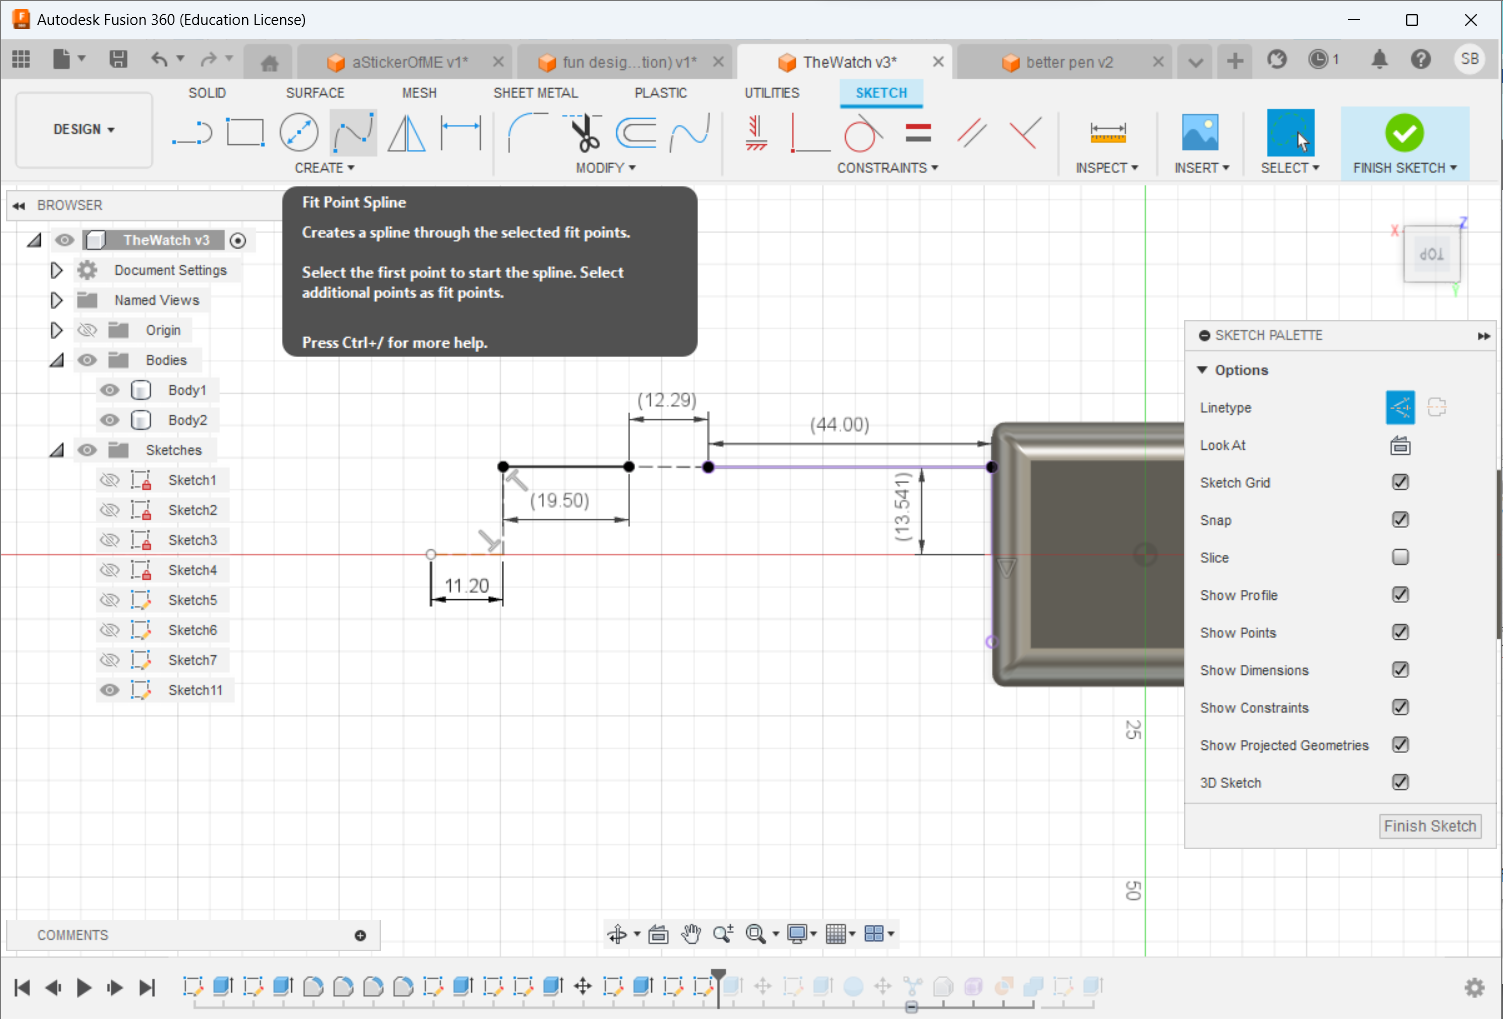 Autodesk Fusion 360 (Education License)
aStickerOfME v1*
fun desig...tion) v1*
TheWatch v3*
better pen v2
1
SB
SOLID
SURFACE
MESH
SHEET METAL
PLASTIC
UTILITIES
SKETCH
DESIGN
CREATE
MODIFY
CONSTRAINTS
INSPECT
INSERT
SELECT
FINISH SKETCH
BROWSER
TheWatch v3
Document Settings
Named Views
Origin
Bodies
Body1
Body2
Sketches
Sketch1
Sketch2
Sketch3
Sketch4
Sketch5
Sketch6
Sketch7
Sketch11
Fit Point Spline
Creates a spline through the selected fit points.
Select the first point to start the spline. Select
additional points as fit points.
Press Ctrl+/ for more help.
(12.29)
(44.00)
(19.50)
(13.541)
11.20
25
50
X
Z
TOP
Y
SKETCH PALETTE
Options
Linetype
Look At
Sketch Grid
Snap
Slice
Show Profile
Show Points
Show Dimensions
Show Constraints
Show Projected Geometries
3D Sketch
Finish Sketch
COMMENTS